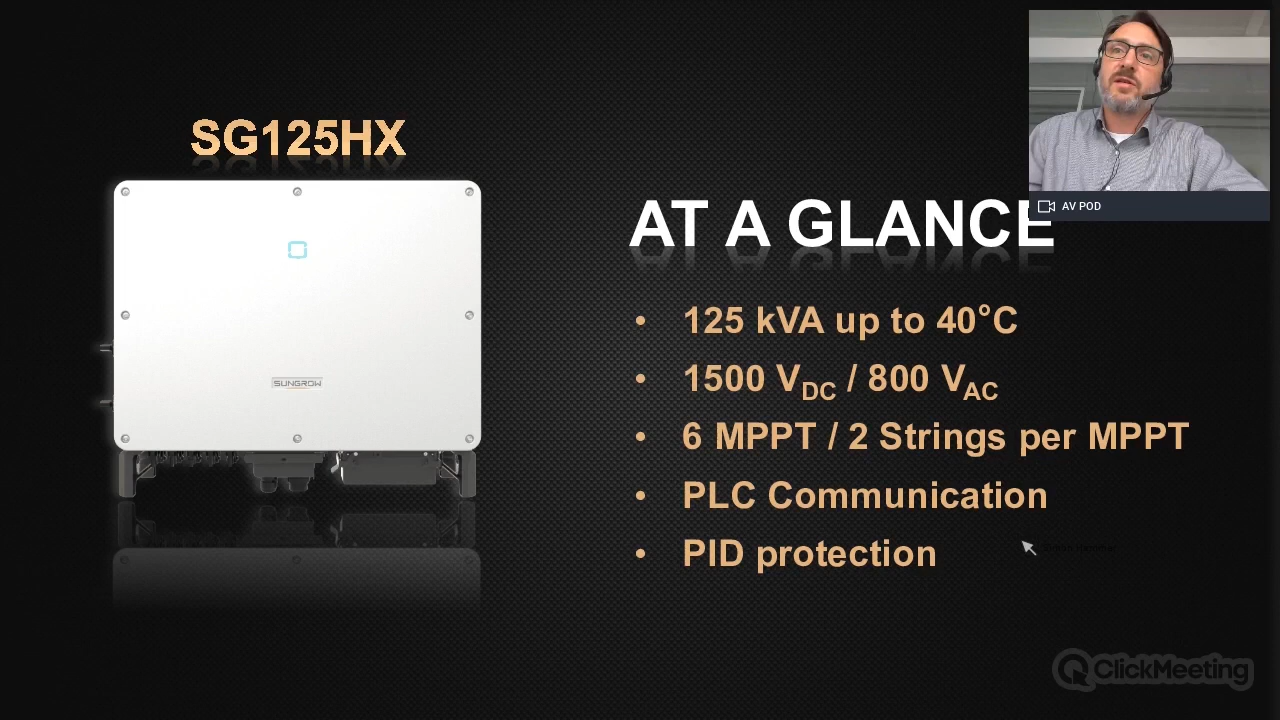 SG125HX
SUNGROW
AV POD
AT A GLANCE
• 125 kVA up to 40°C
• 1500 VDC / 800 VAC
• 6 MPPT / 2 Strings per MPPT
• PLC Communication
• PID protection
ClickMeeting